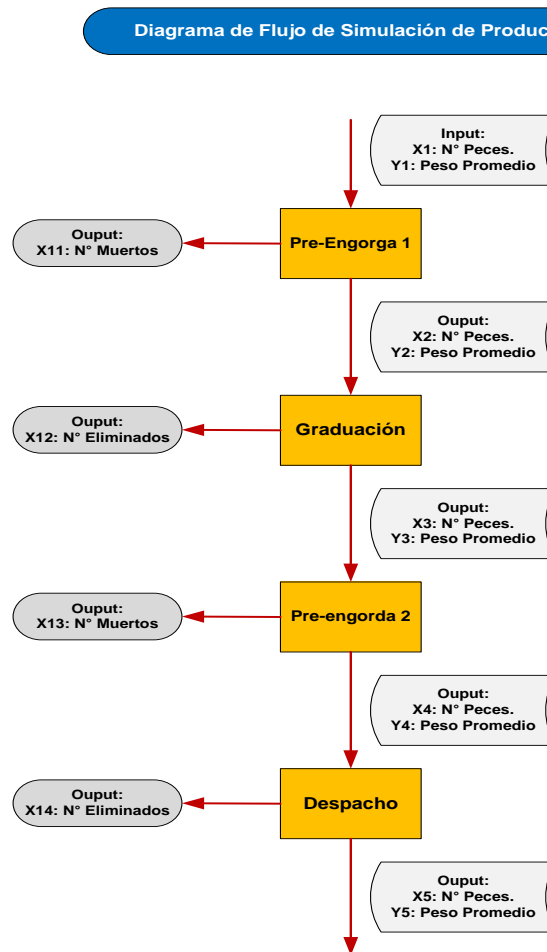 Diagrama de Flujo de Simulación de Produc
Input:
X1: N° Peces.
Y1: Peso Promedio
Pre-Engorga 1
Ouput:
X11: N° Muertos
Ouput:
X2: N° Peces.
Y2: Peso Promedio
Graduación
Ouput:
X12: N° Eliminados
Ouput:
X3: N° Peces.
Y3: Peso Promedio
Pre-engorda 2
Ouput:
X13: N° Muertos
Ouput:
X4: N° Peces.
Y4: Peso Promedio
Despacho
Ouput:
X14: N° Eliminados
Ouput:
X5: N° Peces.
Y5: Peso Promedio